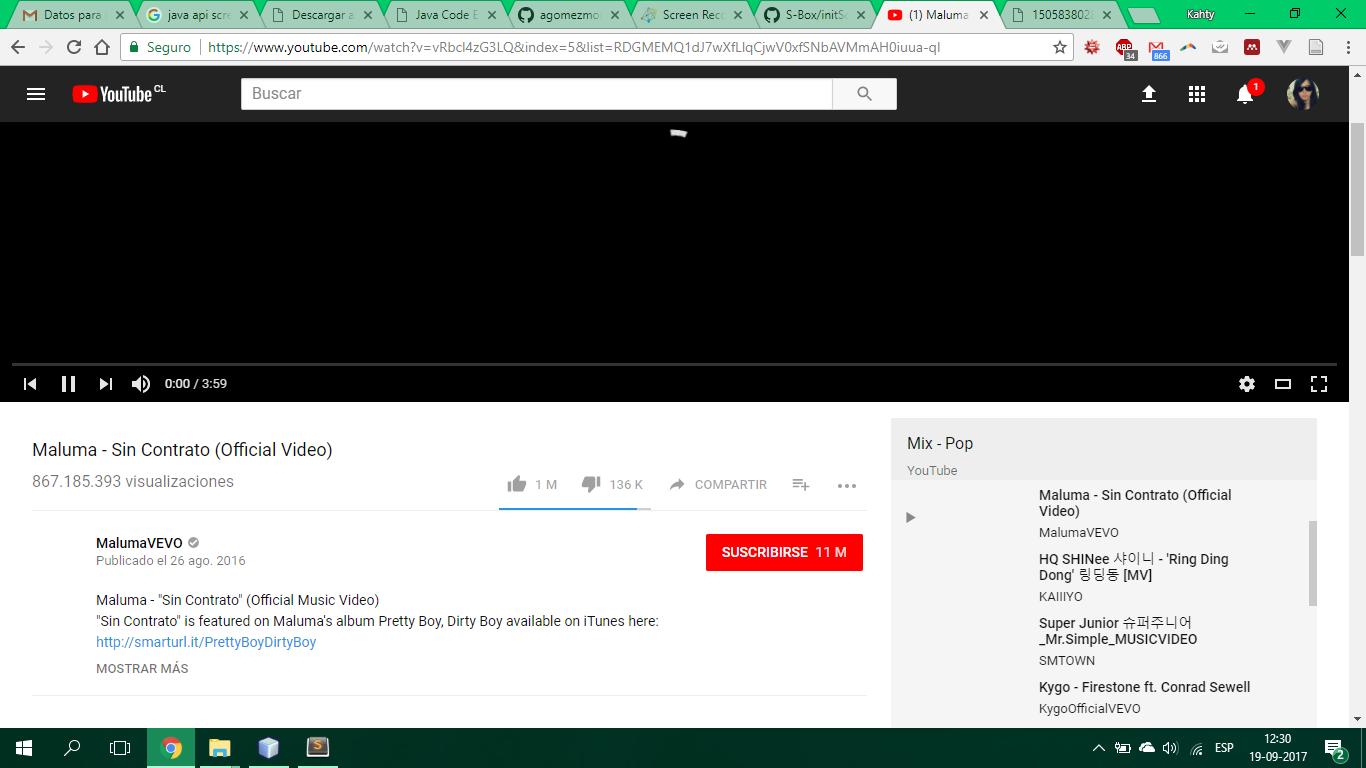 Datos para
java api scre
Descargar a
Java Code E
agomezmo
Screen Reco
S-Box/initSc
(1) Maluma
1505838028
Kahty
Seguro
https://www.youtube.com/watch?v=vRbcl4zG3LQ&index=5&list=RDGMEMQ1dJ7wXfLlqCjwV0xfSNbAVMmAH0iuua-qI
ABP
34
866
YouTube CL
Buscar
1
0:00 / 3:59
Maluma - Sin Contrato (Official Video)
867.185.393 visualizaciones
1 M
136 K
COMPARTIR
MalumaVEVO
Publicado el 26 ago. 2016
SUSCRIBIRSE 11 M
Maluma - "Sin Contrato" (Official Music Video)
"Sin Contrato" is featured on Maluma's album Pretty Boy, Dirty Boy available on iTunes here:
http://smarturl.it/PrettyBoyDirtyBoy
MOSTRAR MÁS
Mix - Pop
YouTube
Maluma - Sin Contrato (Official
Video)
MalumaVEVO
HQ SHINee 샤이니 - 'Ring Ding
Dong' 링딩동 [MV]
KAIIIYO
Super Junior 슈퍼주니어
_Mr.Simple_MUSICVIDEO
SMTOWN
Kygo - Firestone ft. Conrad Sewell
KygoOfficialVEVO
ESP
12:30
19-09-2017
2